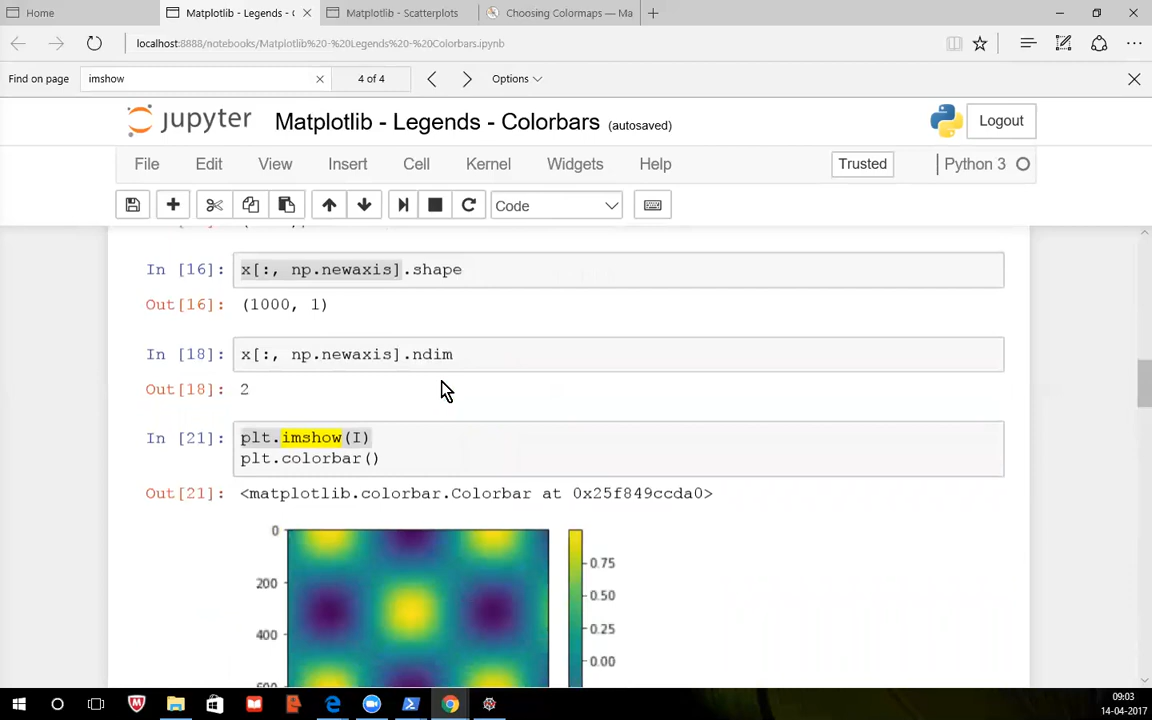 Home
Matplotlib - Legends - C
Matplotlib - Scatterplots
Choosing Colormaps — Ma
localhost:8888/notebooks/Matplotlib%20-%20Legends%20-%20Colorbars.ipynb
Find on page
imshow
4 of 4
Options
jupyter
Matplotlib - Legends - Colorbars (autosaved)
Logout
File Edit View Insert Cell Kernel Widgets Help
Trusted
Python 3
Code
In [16]: x[:, np.newaxis].shape
Out[16]: (1000, 1)
In [18]: x[:, np.newaxis].ndim
Out[18]: 2
In [21]: plt.imshow(I)
plt.colorbar()
Out[21]: <matplotlib.colorbar.Colorbar at 0x25f849ccda0>
0
200
400
0.75
0.50
0.25
0.00
09:03
14-04-2017